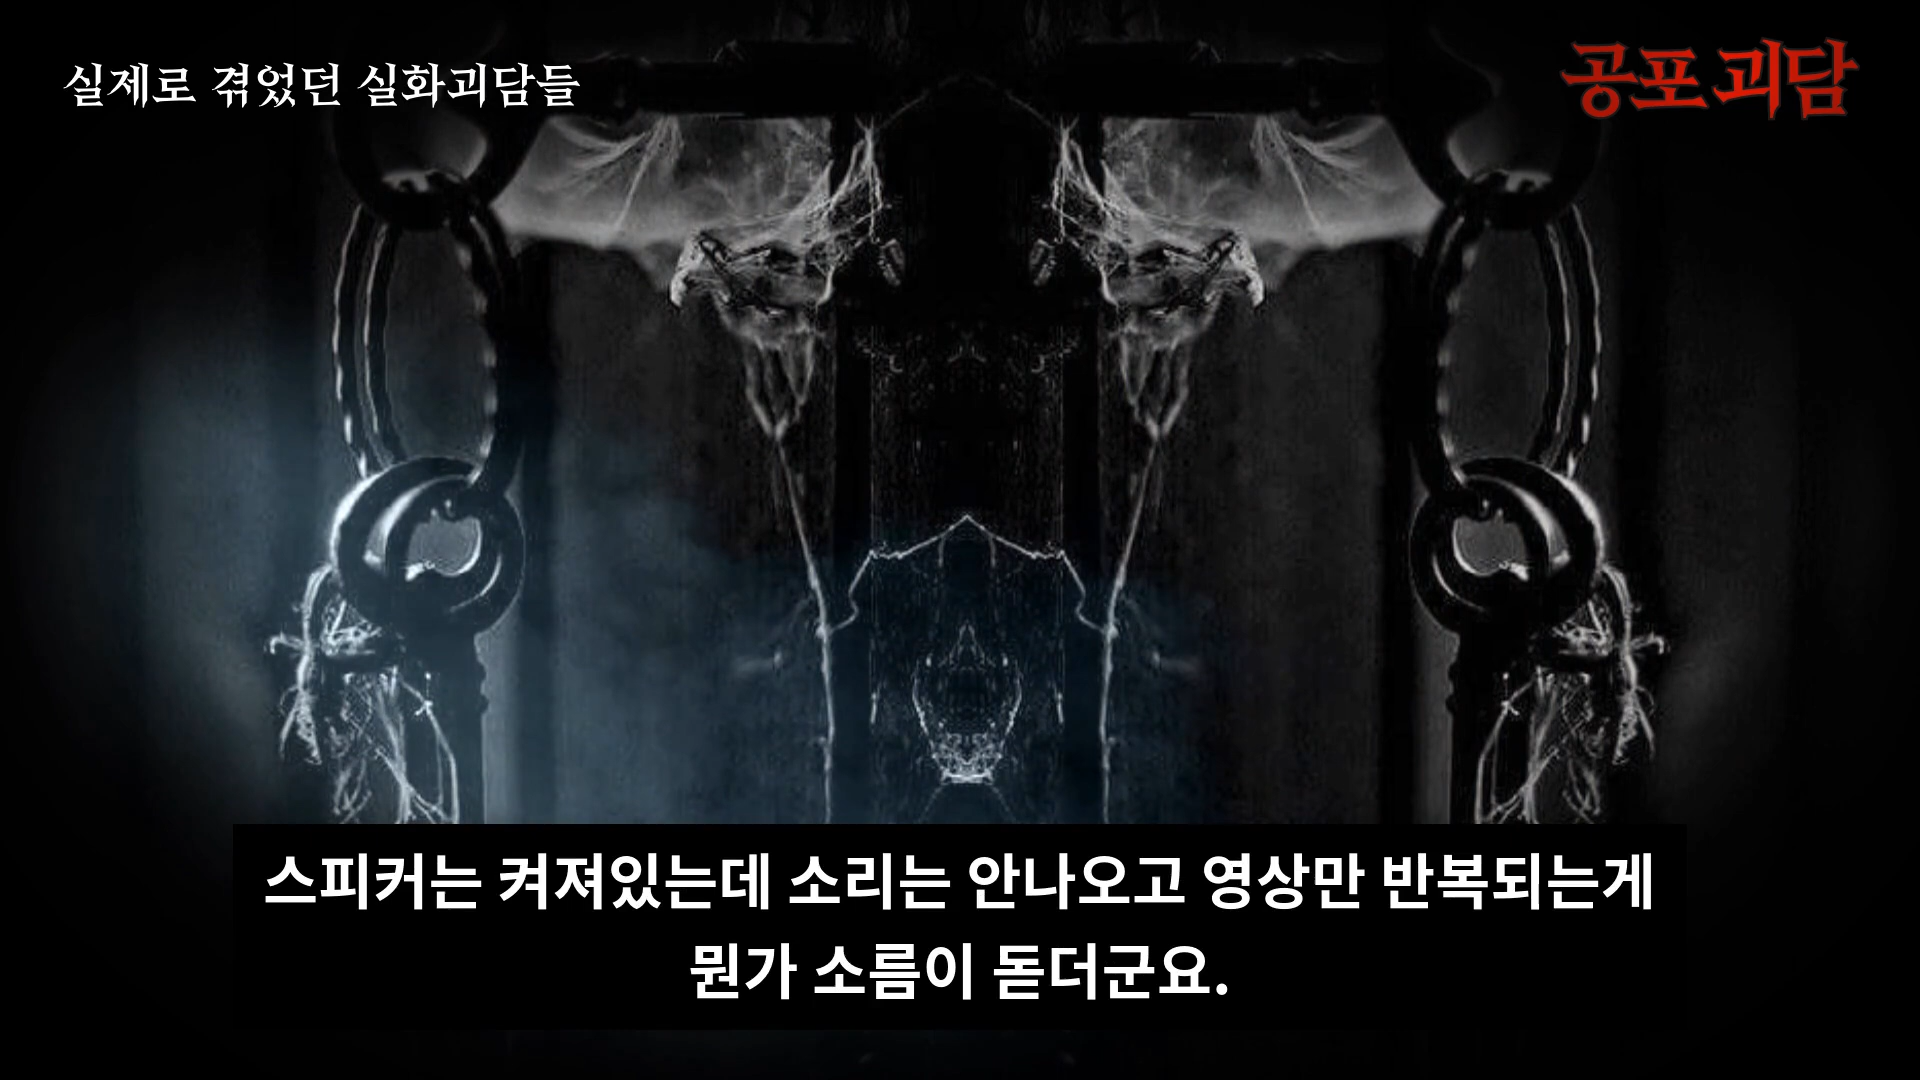 실제로 겪었던 실화괴담들
공포 괴담
스피커는 켜져있는데 소리는 안나오고 영상만 반복되는게
뭔가 소름이 돋더군요.